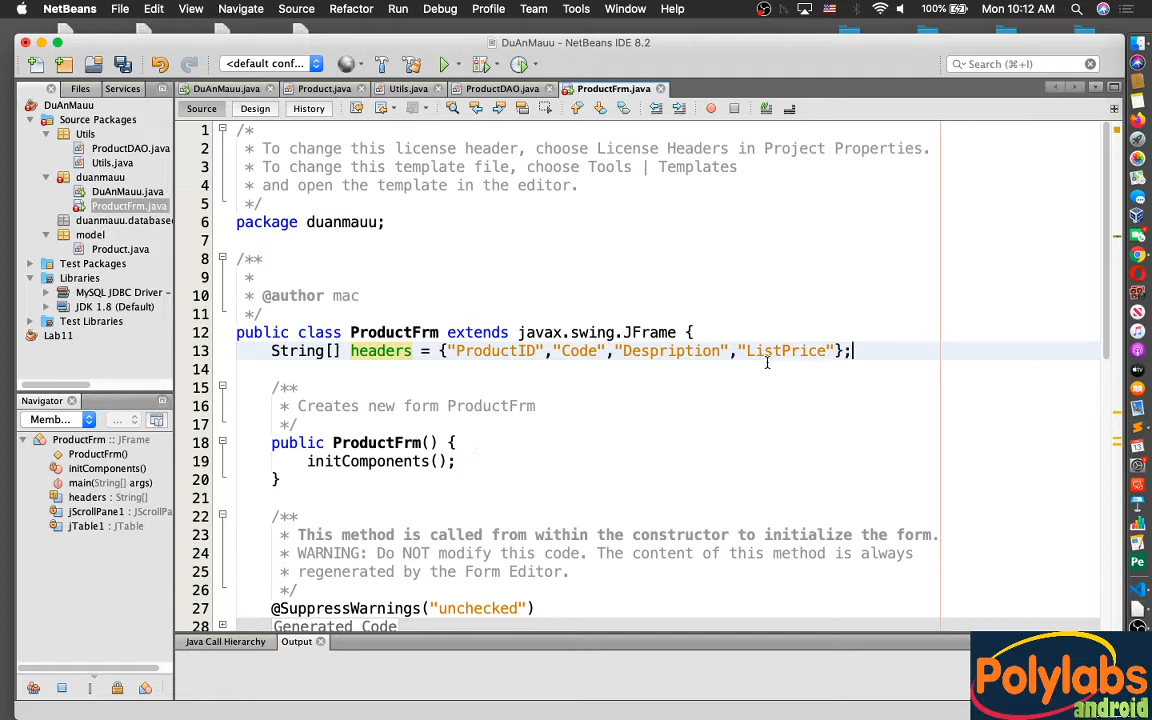 NetBeans File Edit View Navigate Source Refactor Run Debug Profile Team Tools Window Help 100% Mon 10:12 AM
DuAnMauu - NetBeans IDE 8.2
<default conf... Search (⌘+I)
Files Services DuAnMauu.java Product.java Utils.java ProductDAO.java ProductFrm.java
Source Design History
DuAnMauu
Source Packages
Utils
ProductDAO.java
Utils.java
duanmauu
DuAnMauu.java
ProductFrm.java
duanmauu.database
model
Product.java
Test Packages
Libraries
MySQL JDBC Driver -
JDK 1.8 (Default)
Test Libraries
Lab11
Navigator
Memb... ...
ProductFrm :: JFrame
ProductFrm()
initComponents()
main(String[] args)
headers : String[]
jScrollPane1 : JScrollPa
jTable1 : JTable
1 /*
2 * To change this license header, choose License Headers in Project Properties.
3 * To change this template file, choose Tools | Templates
4 * and open the template in the editor.
5 */
6 package duanmauu;
7
8 /**
9 *
10 * @author mac
11 */
12 public class ProductFrm extends javax.swing.JFrame {
13 String[] headers = {"ProductID","Code","Despription","ListPrice"};
14
15 /**
16 * Creates new form ProductFrm
17 */
18 public ProductFrm() {
19 initComponents();
20 }
21
22 /**
23 * This method is called from within the constructor to initialize the form.
24 * WARNING: Do NOT modify this code. The content of this method is always
25 * regenerated by the Form Editor.
26 */
27 @SuppressWarnings("unchecked")
28 Generated Code
Java Call Hierarchy Output
Polylabs
android